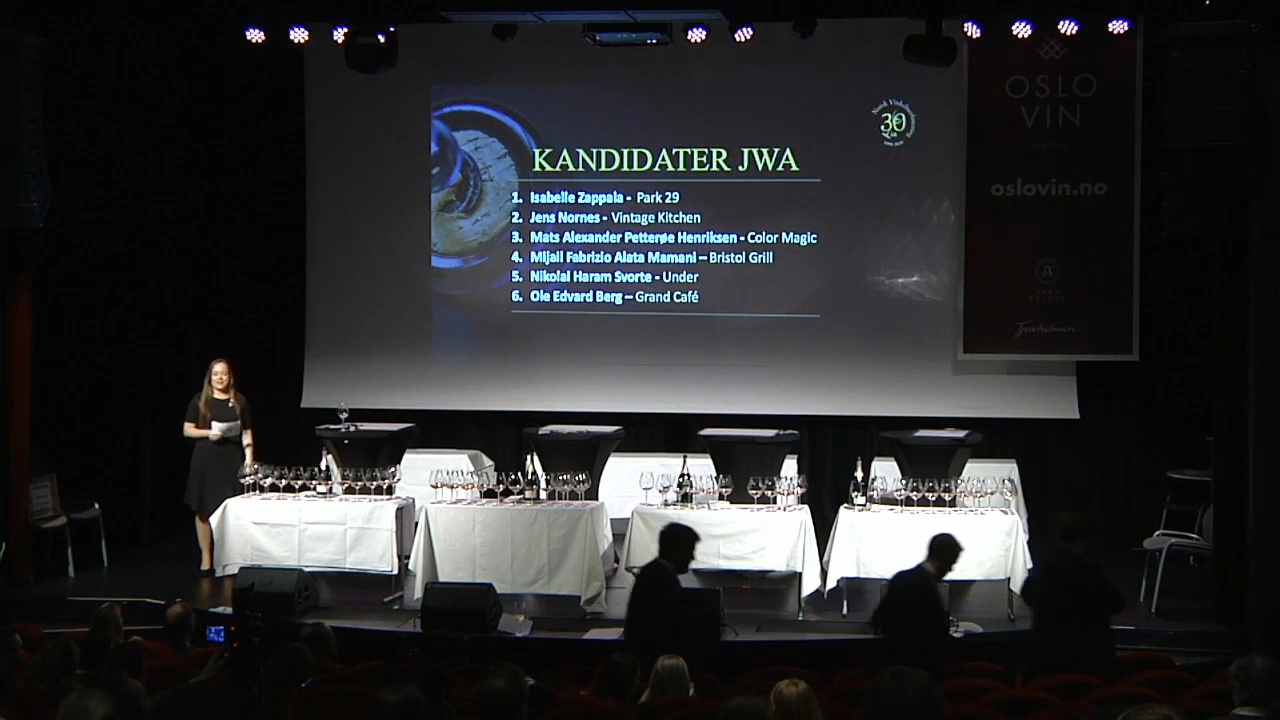 KANDIDATER JWA
1. Isabelle Zappala - Park 29
2. Jens Nornes - Vintage Kitchen
3. Mats Alexander Petterøe Henriksen - Color Magic
4. Mijail Fabrizio Alata Mamani – Bristol Grill
5. Nikolai Haram Svorte - Under
6. Ole Edvard Berg – Grand Café
30
OSLO
VIN
oslovin.no